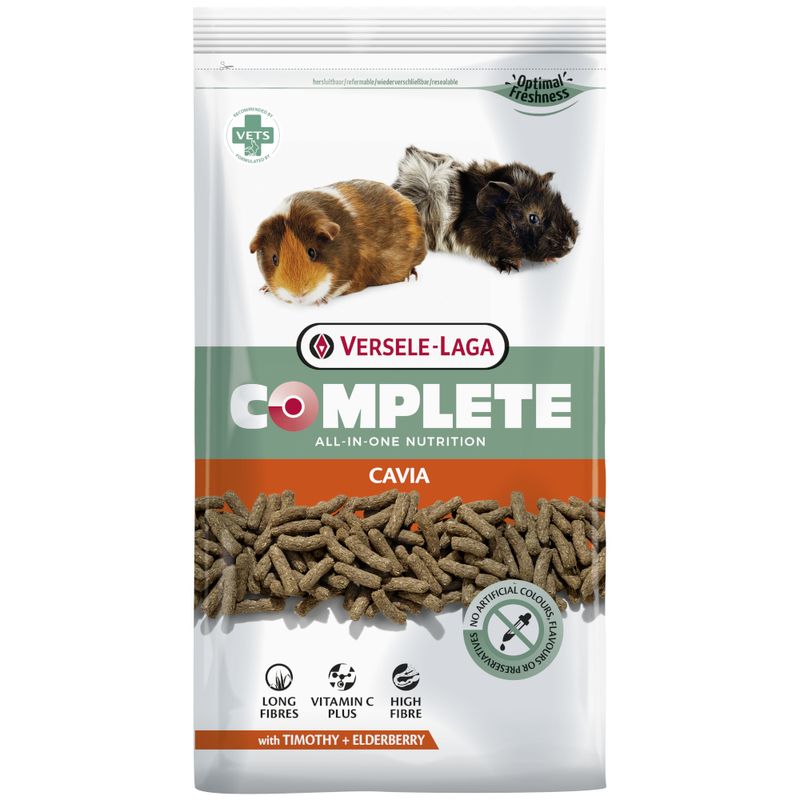 hersluitbaar/refermable/wiederverschließbar/resealable
Optimal
Freshness
RECOMMENDED BY
VETS
FORMULATED BY
VERSELE-LAGA
COMPLETE
ALL-IN-ONE NUTRITION
CAVIA
NO ARTIFICIAL COLOURS, FLAVOURS OR PRESERVATIVES
LONG
FIBRES
VITAMIN C
PLUS
HIGH
FIBRE
with TIMOTHY + ELDERBERRY